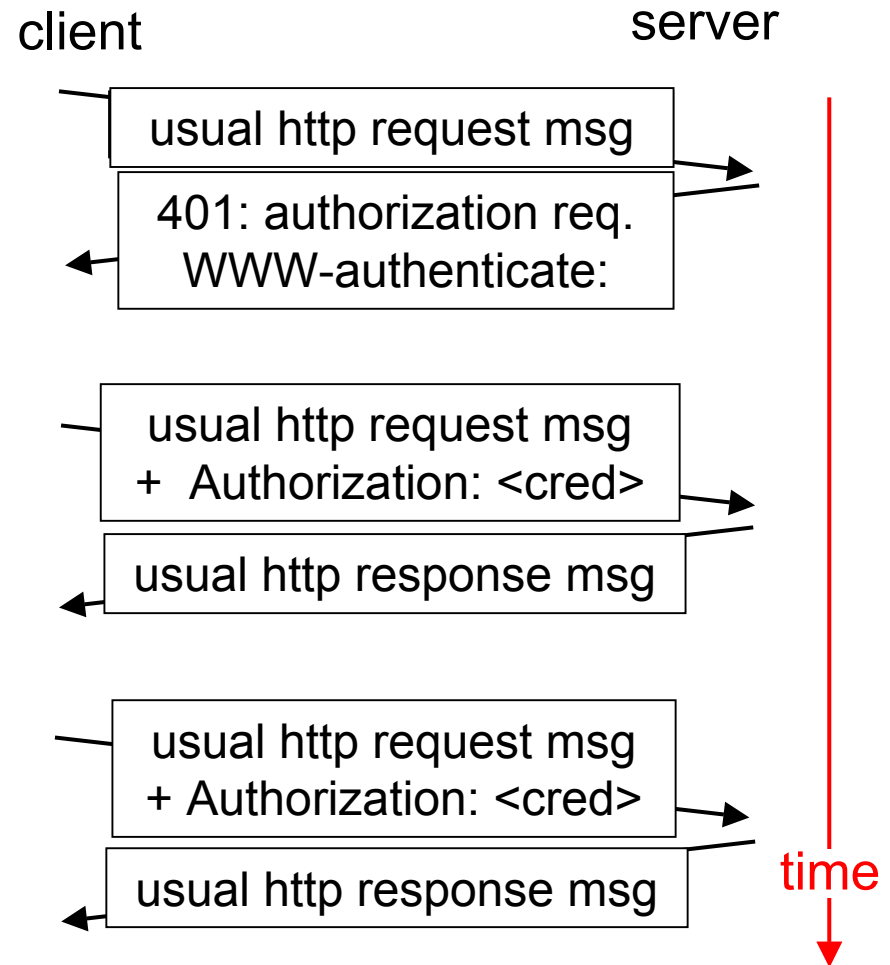 client
server
usual http request msg
401: authorization req.
WWW-authenticate:
usual http request msg
+ Authorization: <cred>
usual http response msg
usual http request msg
+ Authorization: <cred>
usual http response msg
time